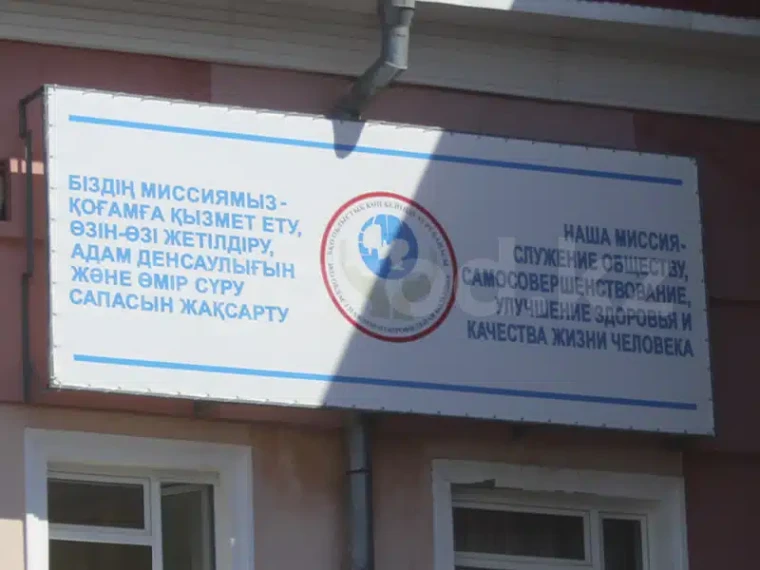 БІЗДІҢ МИССИЯМЫЗ -
ҚОҒАМҒА ҚЫЗМЕТ ЕТУ,
ӨЗІН-ӨЗІ ЖЕТІЛДІРУ,
АДАМ ДЕНСАУЛЫҒЫН
ЖӘНЕ ӨМІР СҮРУ
САПАСЫН ЖАҚСАРТУ
НАША МИССИЯ-
СЛУЖЕНИЕ ОБЩЕСТВУ,
САМОСОВЕРШЕНСТВОВАНИЕ,
УЛУЧШЕНИЕ ЗДОРОВЬЯ И
КАЧЕСТВА ЖИЗНИ ЧЕЛОВЕКА